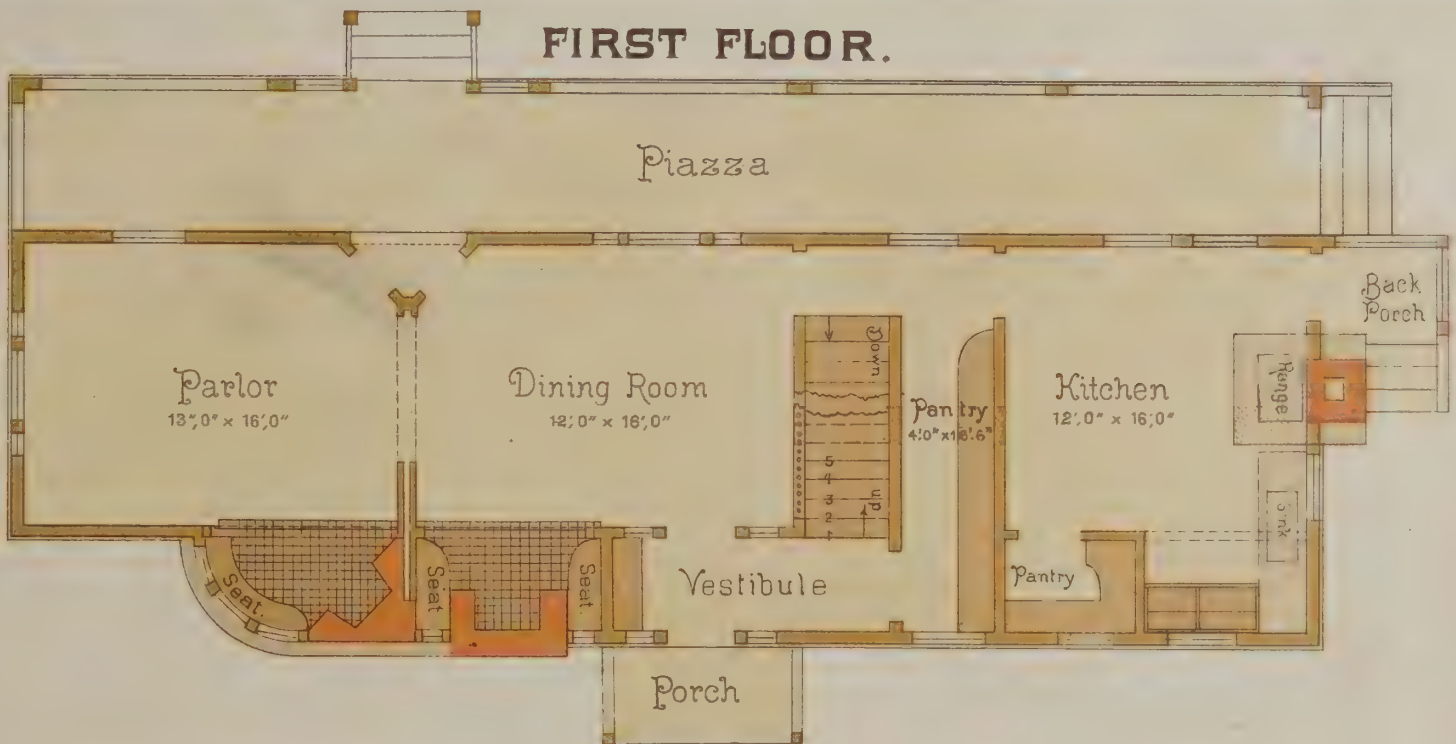 FIRST FLOOR.
Piazza
Back
Porch
Parlor
13",0" x 16',0"
Dining Room
12',0" x 16',0"
Down
5
4
3
2
1
up
Pantry
4'.0" x 16'.6"
Kitchen
12',0" x 16',0"
Range
Sink
Seat.
Seat
Seat.
Vestibule
Pantry
Porch